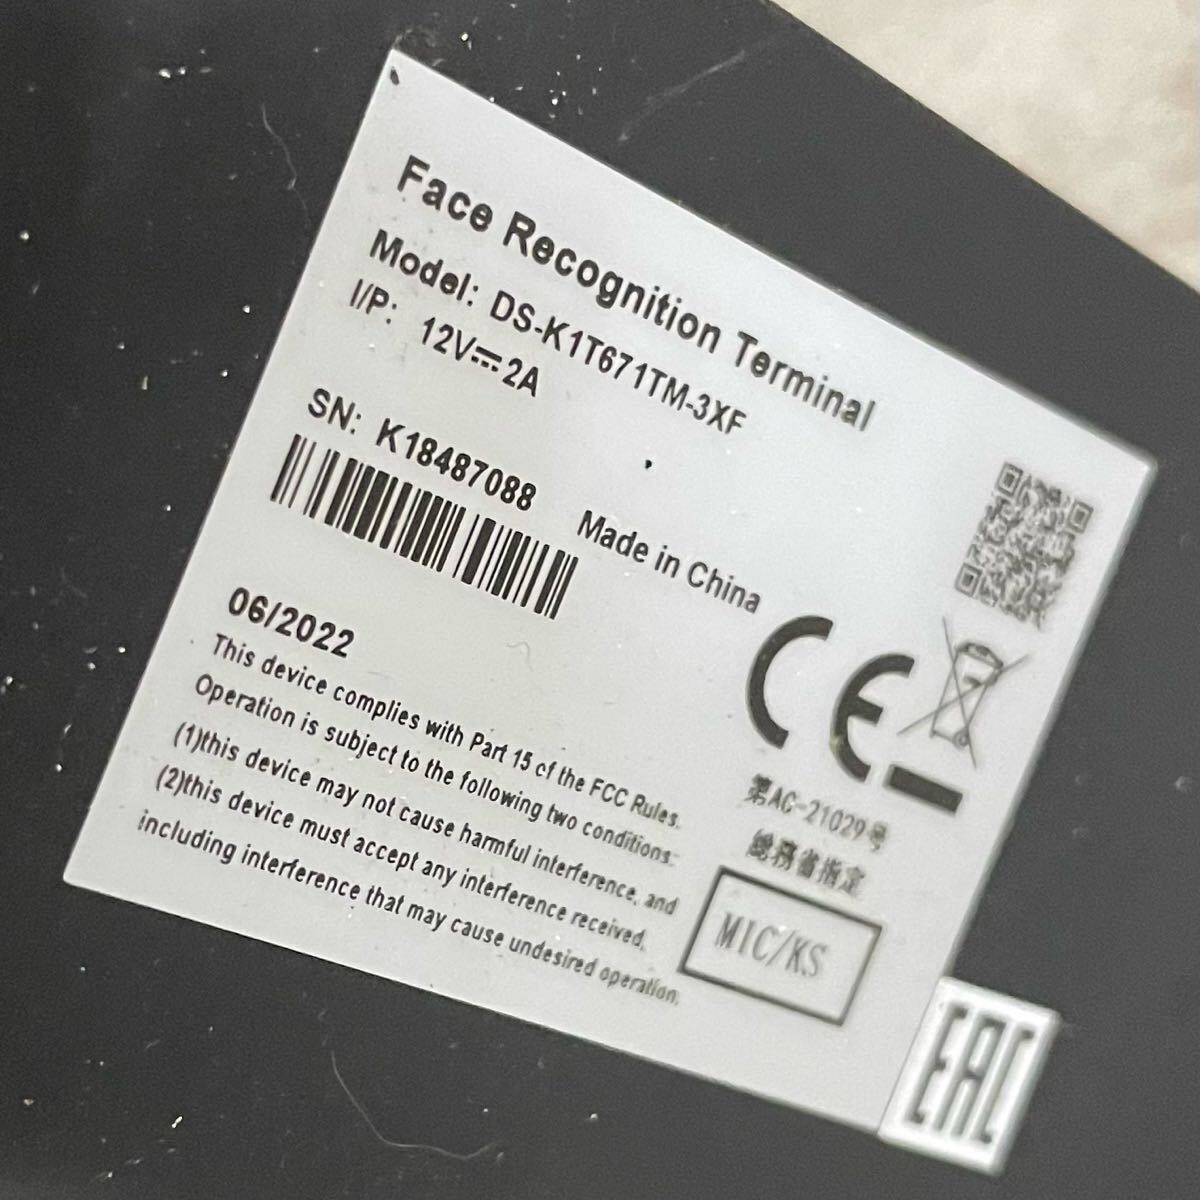 Face Recognition Terminal
Model: DS-K1T671TM-3XF
I/P: 12V⎓2A
SN: K18487088
Made in China
06/2022
This device complies with Part 15 of the FCC Rules.
Operation is subject to the following two conditions:
(1)this device may not cause harmful interference, and
(2)this device must accept any interference received,
including interference that may cause undesired operation.
CE
第AC-21029号
総務省指定
MIC/KS
EAC